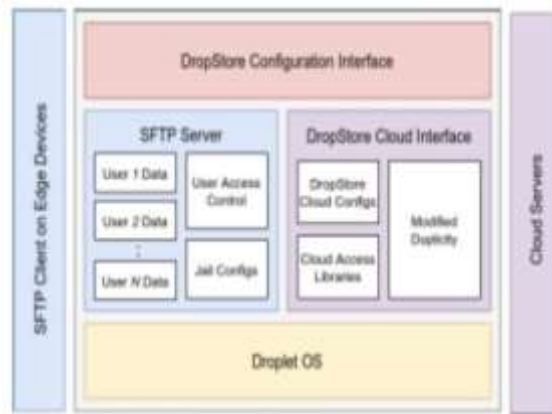 SFTP Client on Edge Devices
DropStore Configuration Interface
SFTP Server
User 1 Data
User 2 Data
⋮
User N Data
User Access
Control
Jail Configs
DropStore Cloud Interface
DropStore
Cloud Configs
Cloud Access
Libraries
Modified
Duplicity
Droplet OS
Cloud Servers